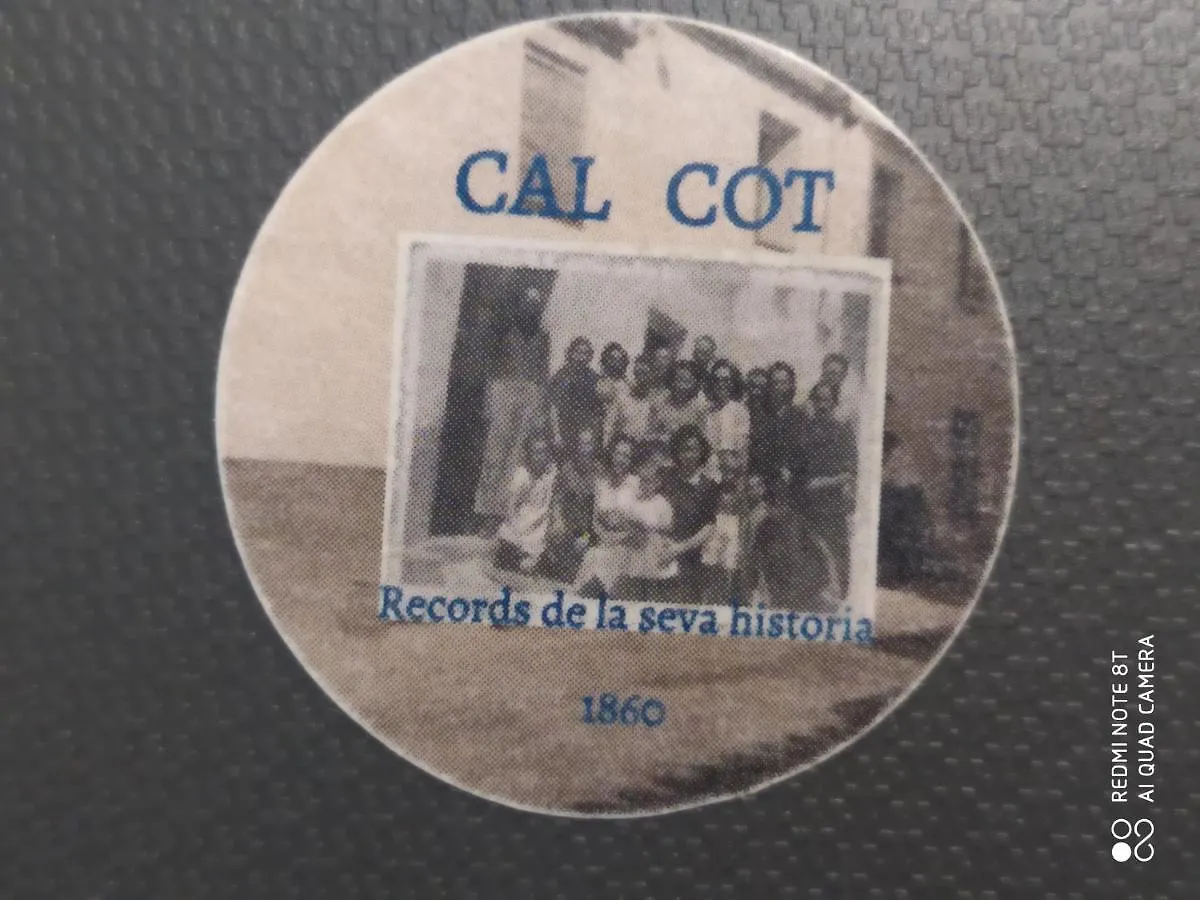 CAL COT
Records de la seva historia
1860
REDMI NOTE 8T
AI QUAD CAMERA